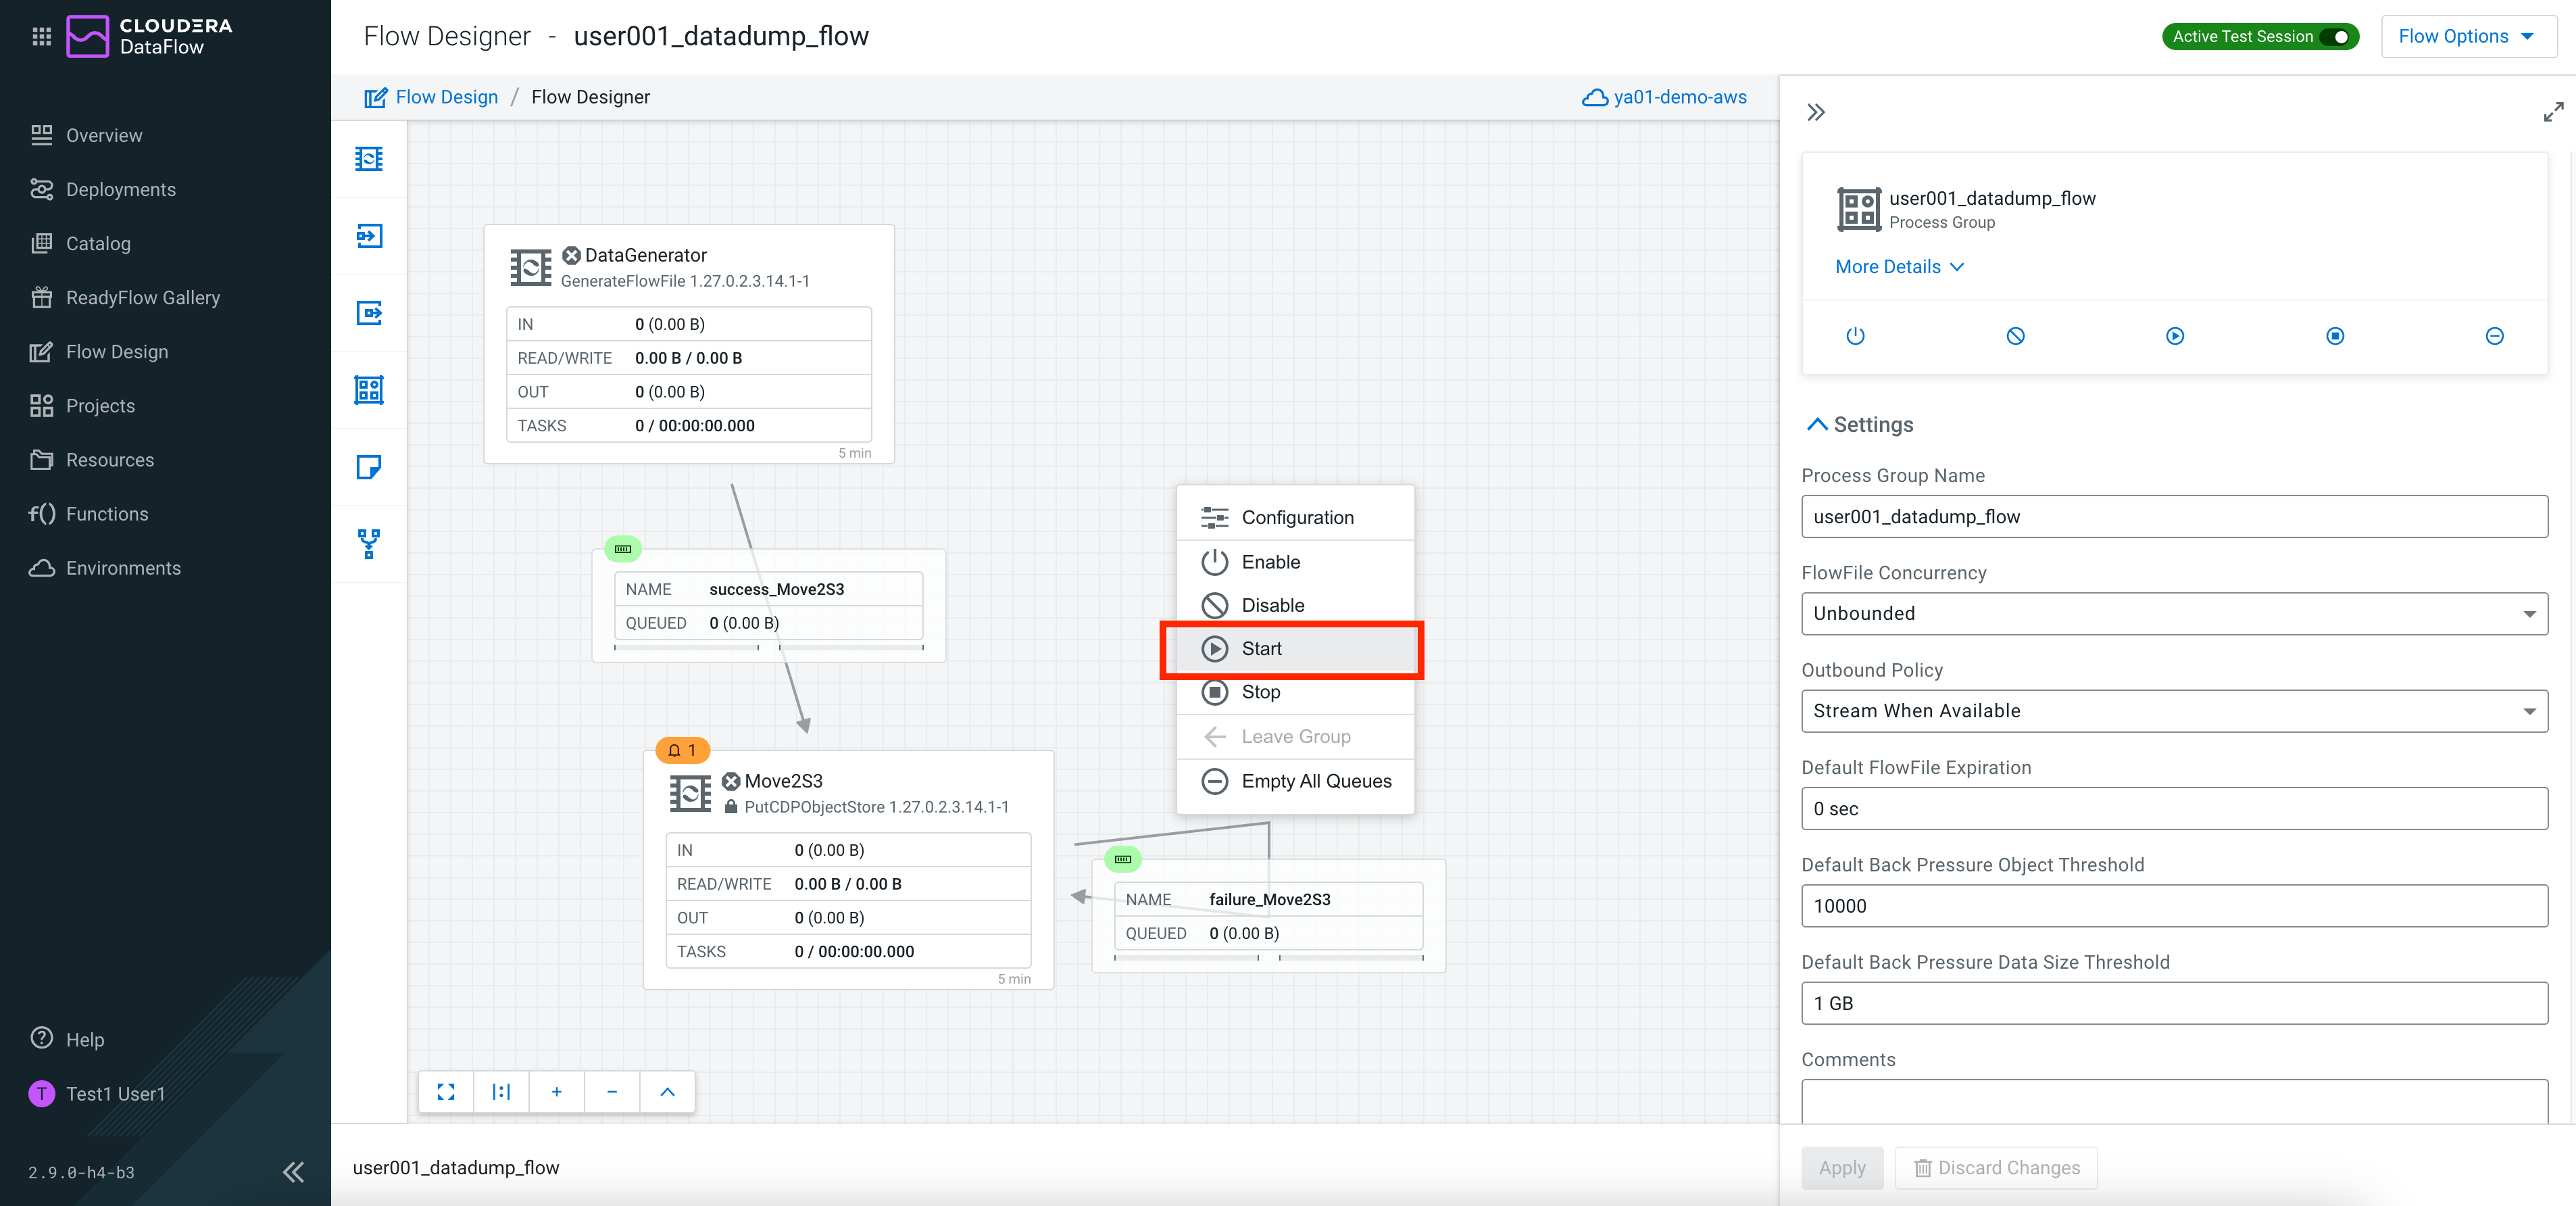 CLOUDERA
DataFlow
Overview
Deployments
Catalog
ReadyFlow Gallery
Flow Design
Projects
Resources
f() Functions
Environments
Help
T Test1 User1
2.9.0-h4-b3
Flow Designer - user001_datadump_flow
Active Test Session
Flow Options
Flow Design / Flow Designer
ya01-demo-aws
DataGenerator
GenerateFlowFile 1.27.0.2.3.14.1-1
IN 0 (0.00 B)
READ/WRITE 0.00 B / 0.00 B
OUT 0 (0.00 B)
TASKS 0 / 00:00:00.000
5 min
NAME success_Move2S3
QUEUED 0 (0.00 B)
1
Move2S3
PutCDPObjectStore 1.27.0.2.3.14.1-1
IN 0 (0.00 B)
READ/WRITE 0.00 B / 0.00 B
OUT 0 (0.00 B)
TASKS 0 / 00:00:00.000
5 min
Configuration
Enable
Disable
Start
Stop
Leave Group
Empty All Queues
NAME failure_Move2S3
QUEUED 0 (0.00 B)
user001_datadump_flow
user001_datadump_flow
Process Group
More Details
Settings
Process Group Name
user001_datadump_flow
FlowFile Concurrency
Unbounded
Outbound Policy
Stream When Available
Default FlowFile Expiration
0 sec
Default Back Pressure Object Threshold
10000
Default Back Pressure Data Size Threshold
1 GB
Comments
Apply
Discard Changes